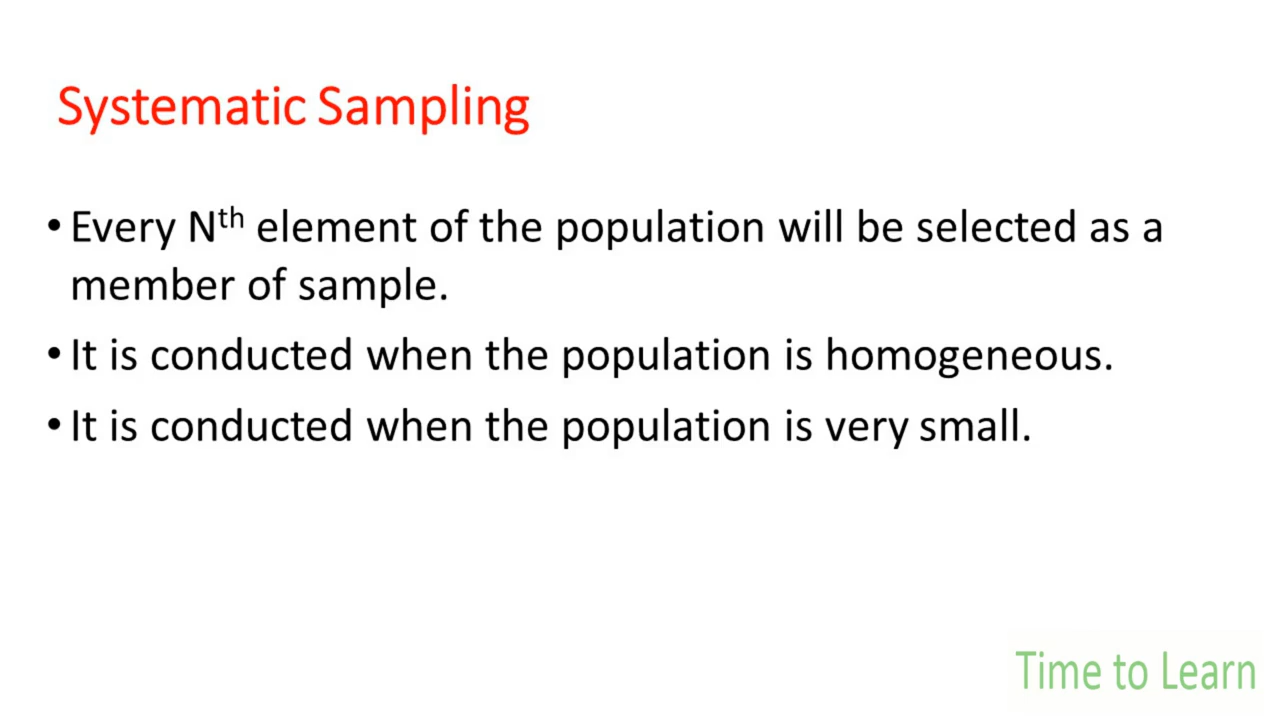 Systematic Sampling
• Every Nth element of the population will be selected as a
member of sample.
• It is conducted when the population is homogeneous.
• It is conducted when the population is very small.
Time to Learn